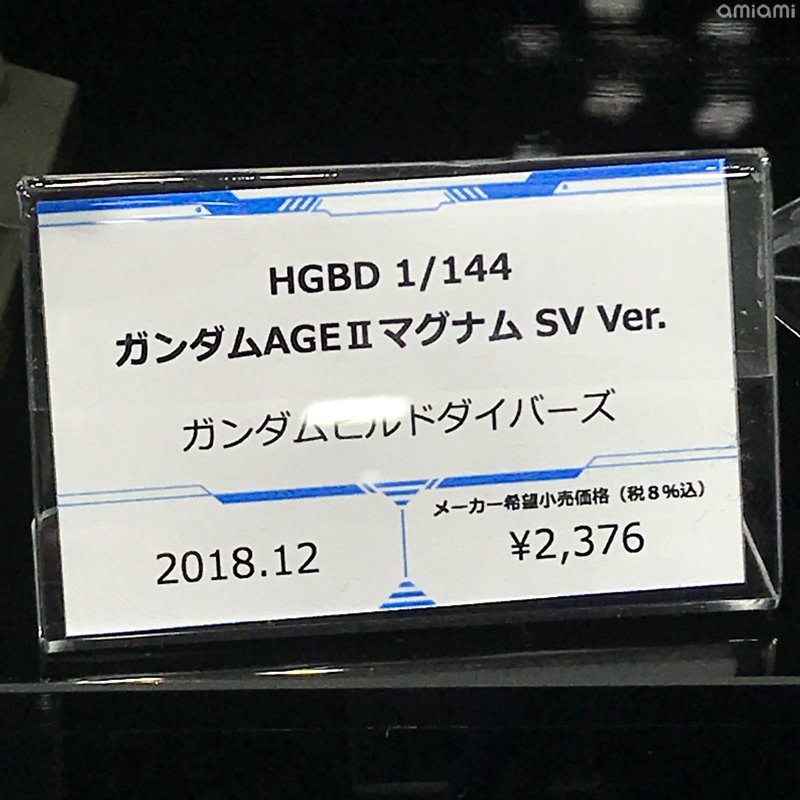 amiami
HGBD 1/144
ガンダムAGEⅡマグナム SV Ver.
ガンダムビルドダイバーズ
メーカー希望小売価格（税８％込）
2018.12
¥2,376